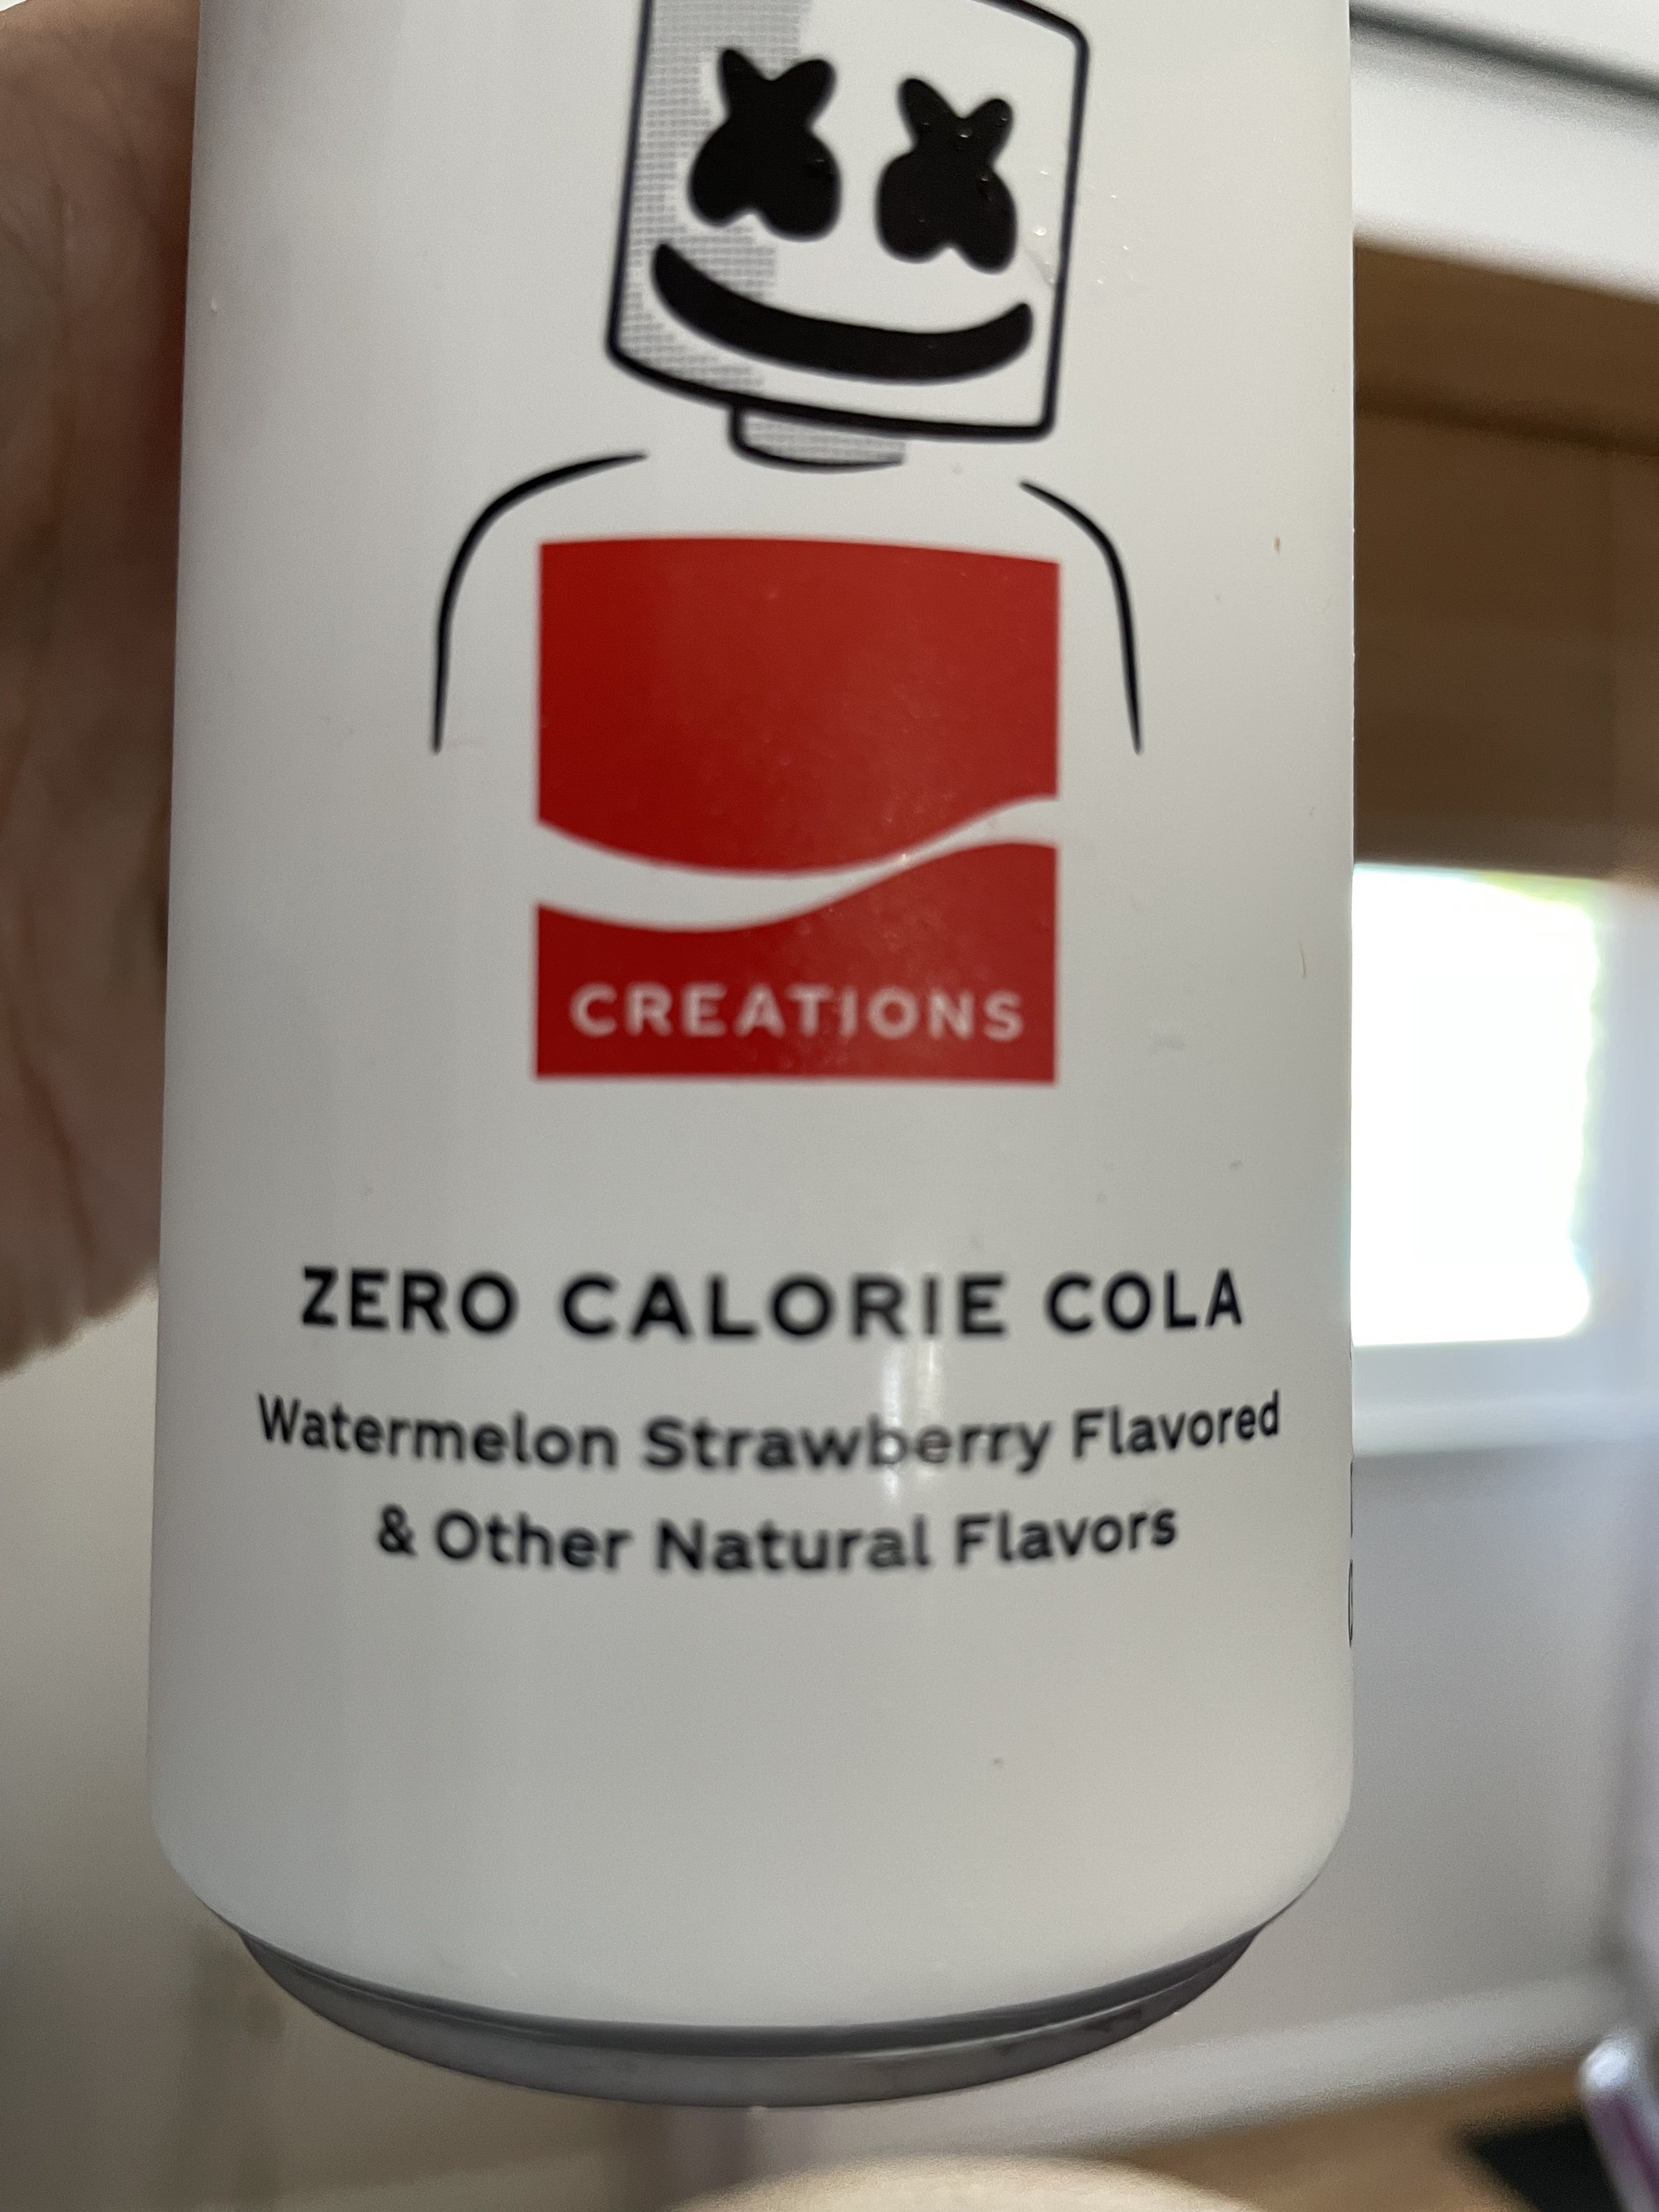 CREATIONS
ZERO CALORIE COLA
Watermelon Strawberry Flavored
& Other Natural Flavors